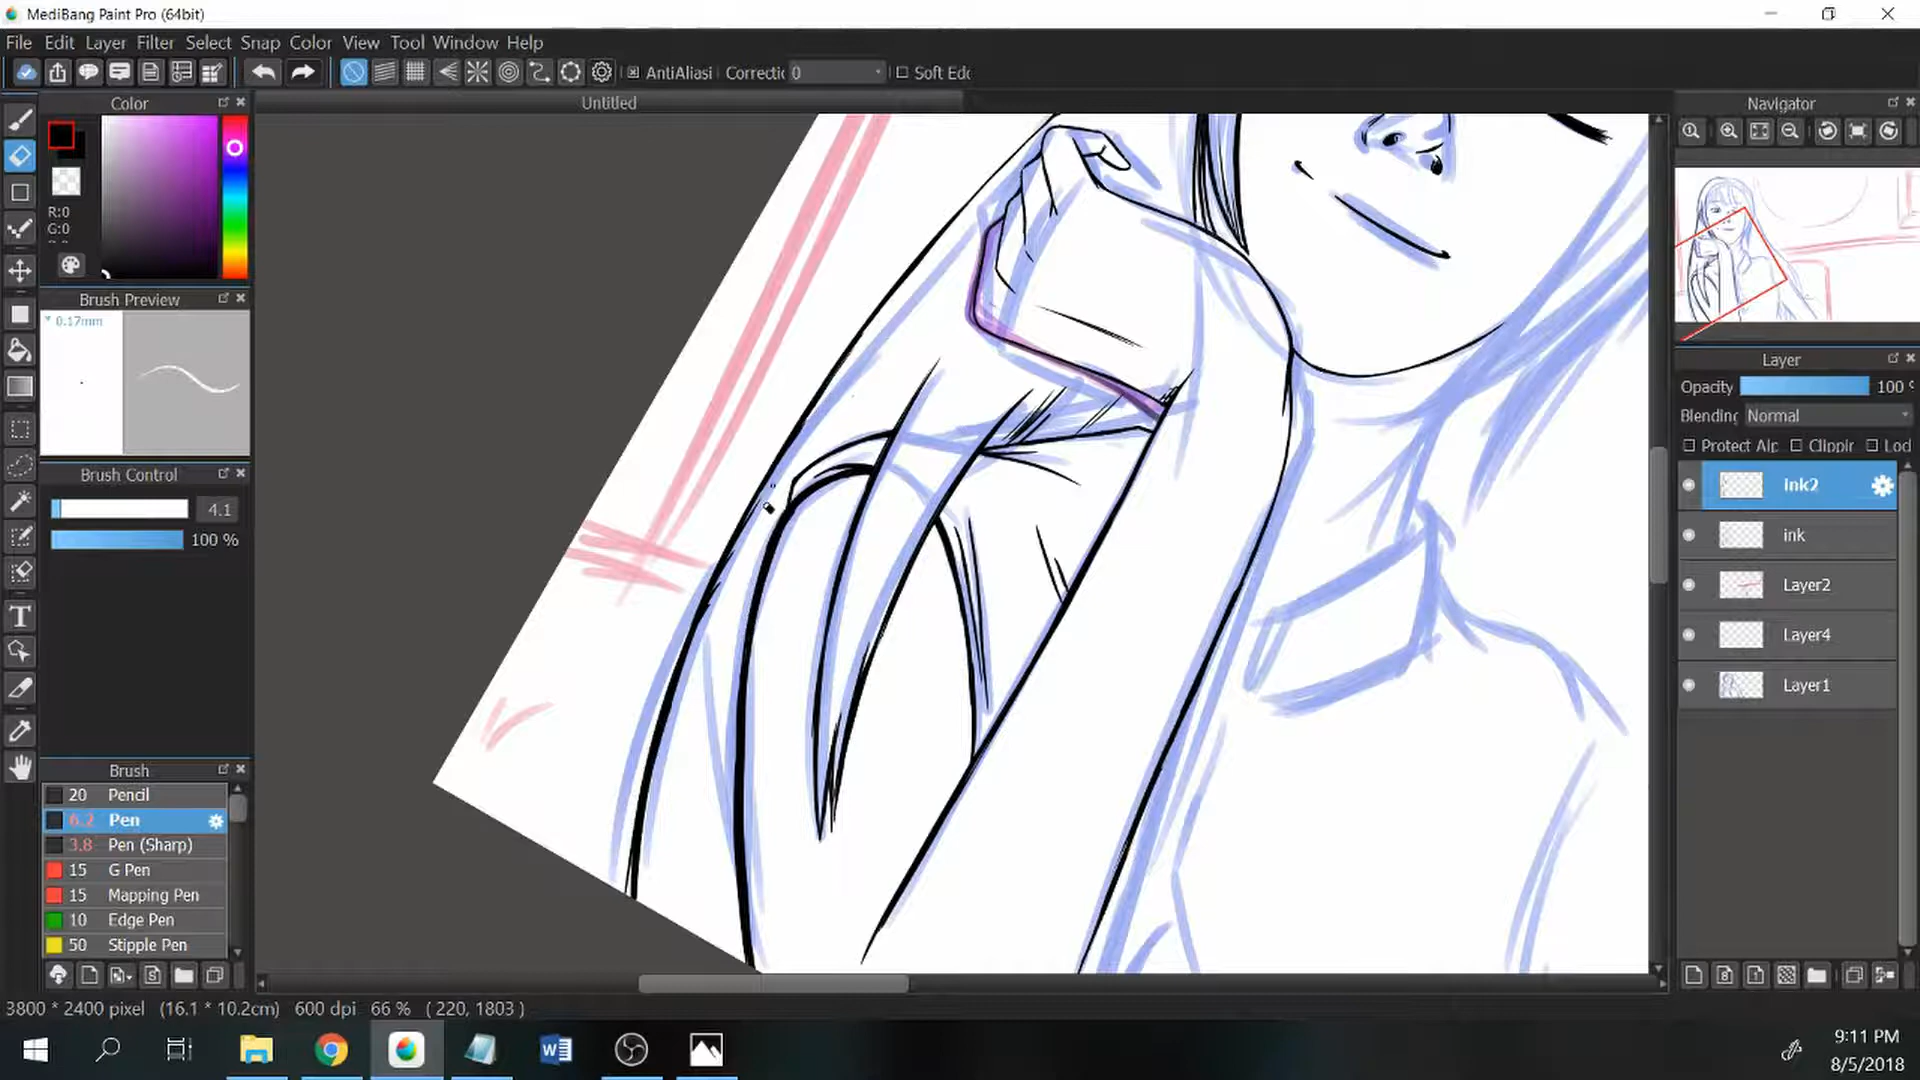 MediBang Paint Pro (64bit)
File Edit Layer Filter Select Snap Color View Tool Window Help
AntiAliasi Correctic 0 Soft Edg
Color
Untitled
Navigator
R:0
G:0
Brush Preview
0.17mm
Layer
Opacity 100
Blending Normal
Protect Alp Clippir Loc
Brush Control
4.1
100 %
ink2
ink
Layer2
Layer4
Layer1
Brush
20 Pencil
6.2 Pen
3.8 Pen (Sharp)
15 G Pen
15 Mapping Pen
10 Edge Pen
50 Stipple Pen
3800 * 2400 pixel (16.1 * 10.2cm) 600 dpi 66 % ( 220, 1803 )
9:11 PM
8/5/2018